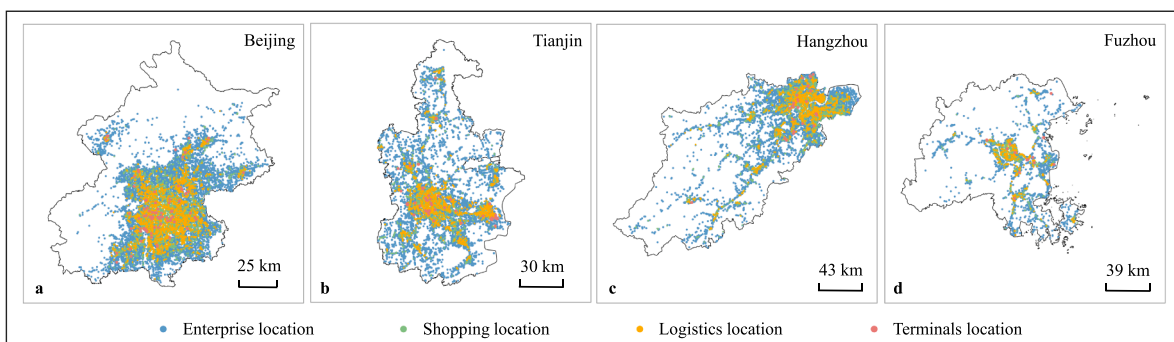 Beijing
Tianjin
Hangzhou
Fuzhou
25 km
30 km
43 km
39 km
a
b
c
d
Enterprise location
Shopping location
Logistics location
Terminals location